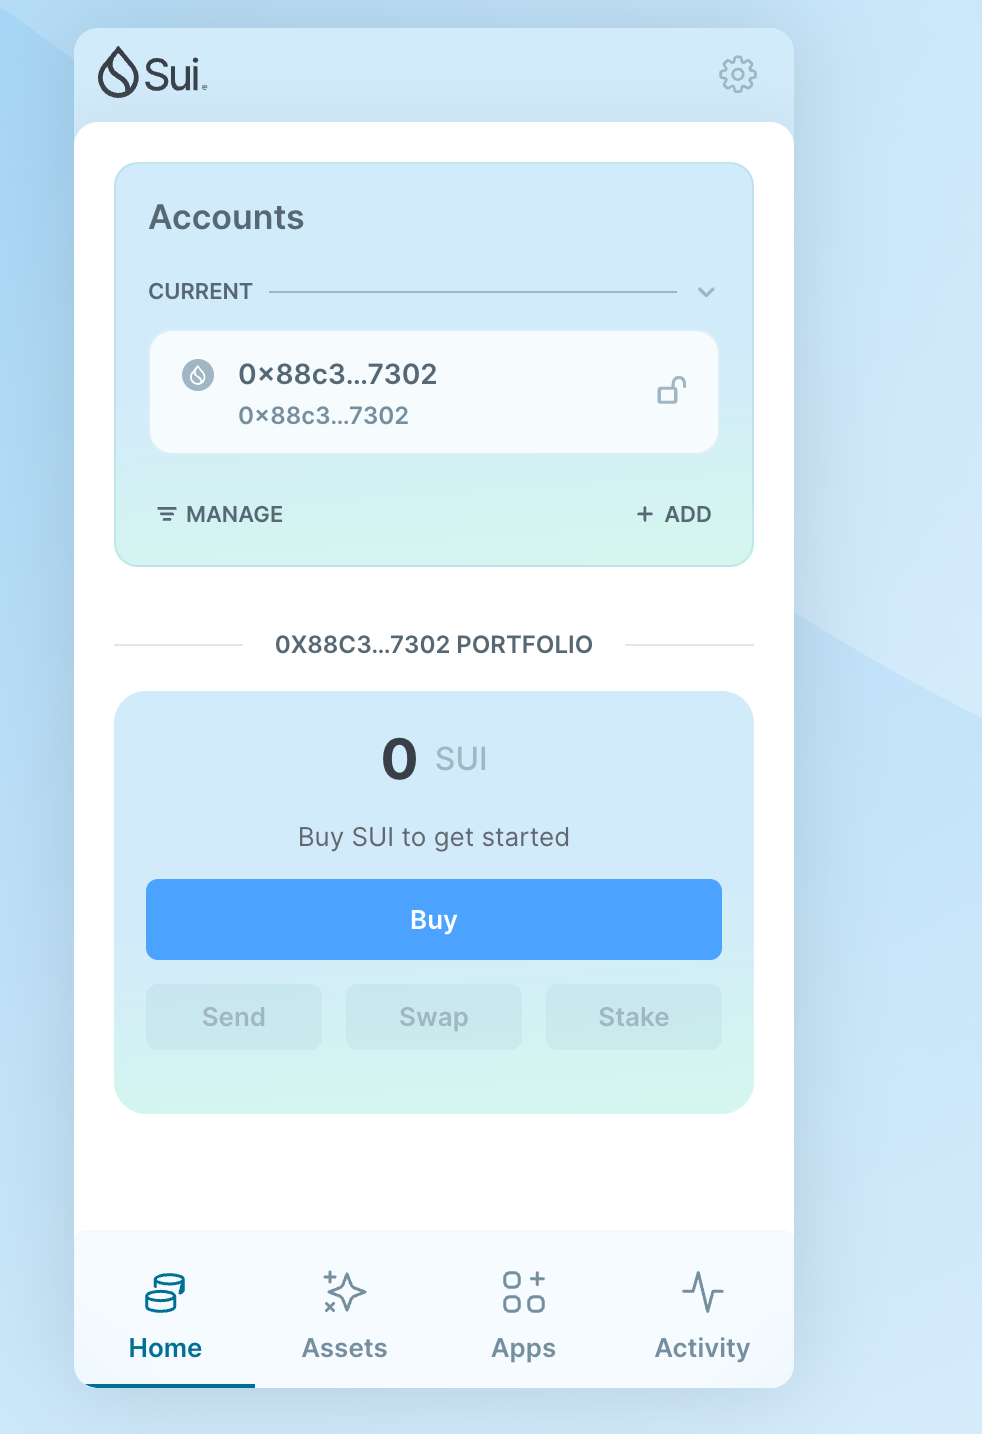 Sui
Accounts
CURRENT
0×88c3...7302
0×88c3...7302
MANAGE
+ ADD
0X88C3...7302 PORTFOLIO
0 SUI
Buy SUI to get started
Buy
Send Swap Stake
Home Assets Apps Activity